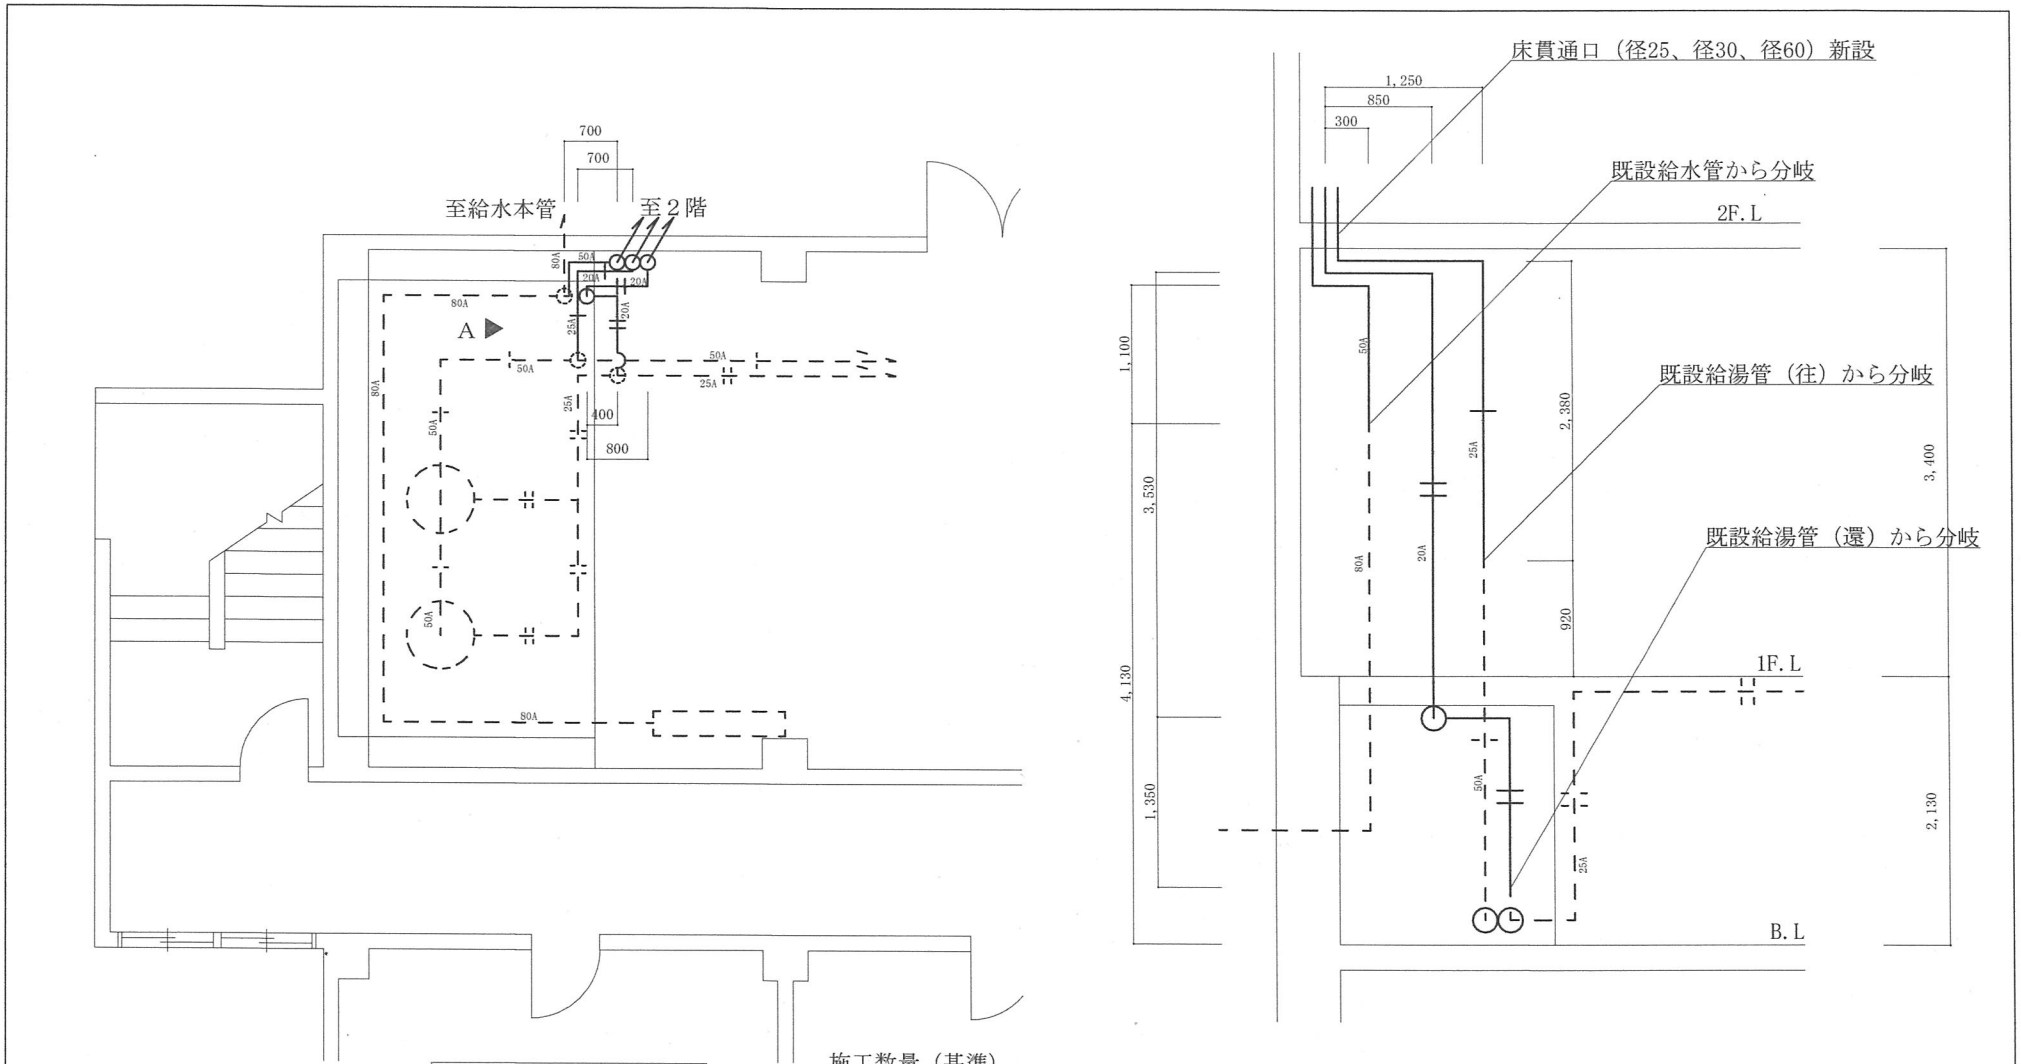 床貫通口（径25、径30、径60）新設
1,250
850
300
既設給水管から分岐
2F.L
700
700
至給水本管
至２階
80A
50A
20A
20A
80A
A
25A
20A
50A
50A
25A
80A
25A
400
800
50A
50A
80A
1,100
3,530
4,130
1,350
50A
80A
20A
25A
既設給湯管（往）から分岐
2,380
3,400
既設給湯管（還）から分岐
920
1F.L
50A
25A
2,130
B.L
施工数量（基準）